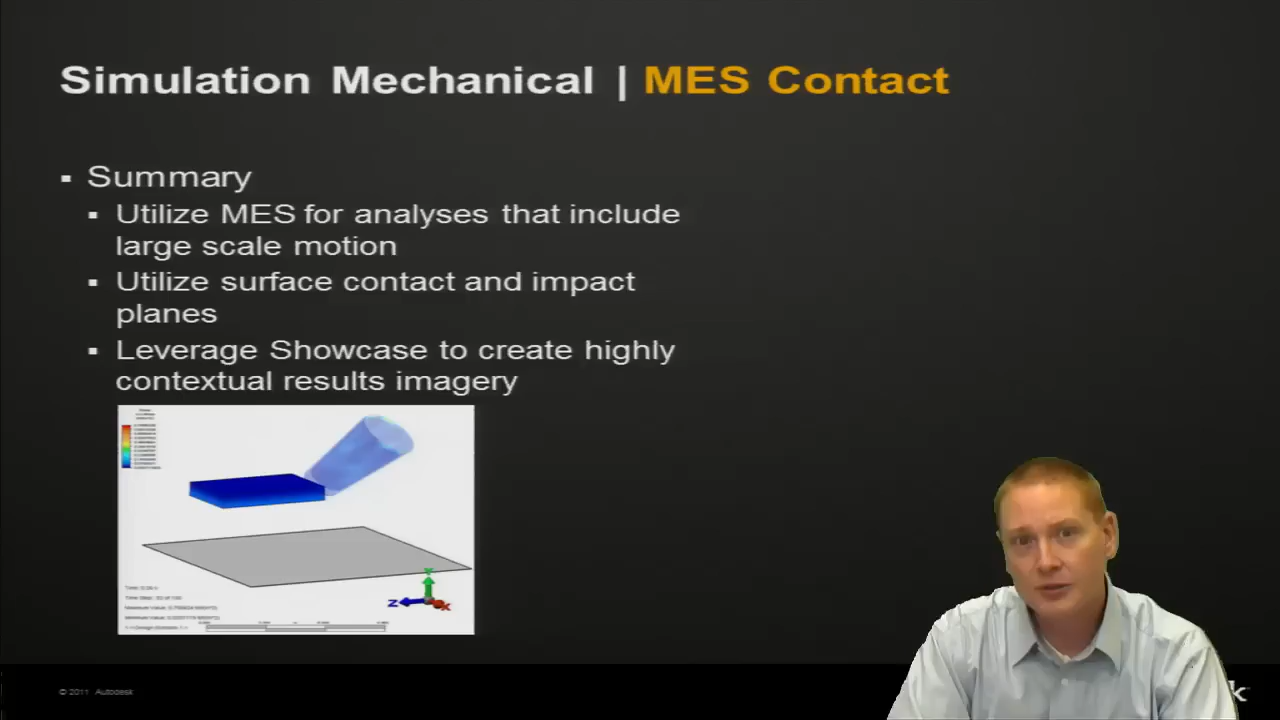 Simulation Mechanical | MES Contact
▪ Summary
▪ Utilize MES for analyses that include
large scale motion
▪ Utilize surface contact and impact
planes
▪ Leverage Showcase to create highly
contextual results imagery
Y
Z
X
© 2011 Autodesk
k